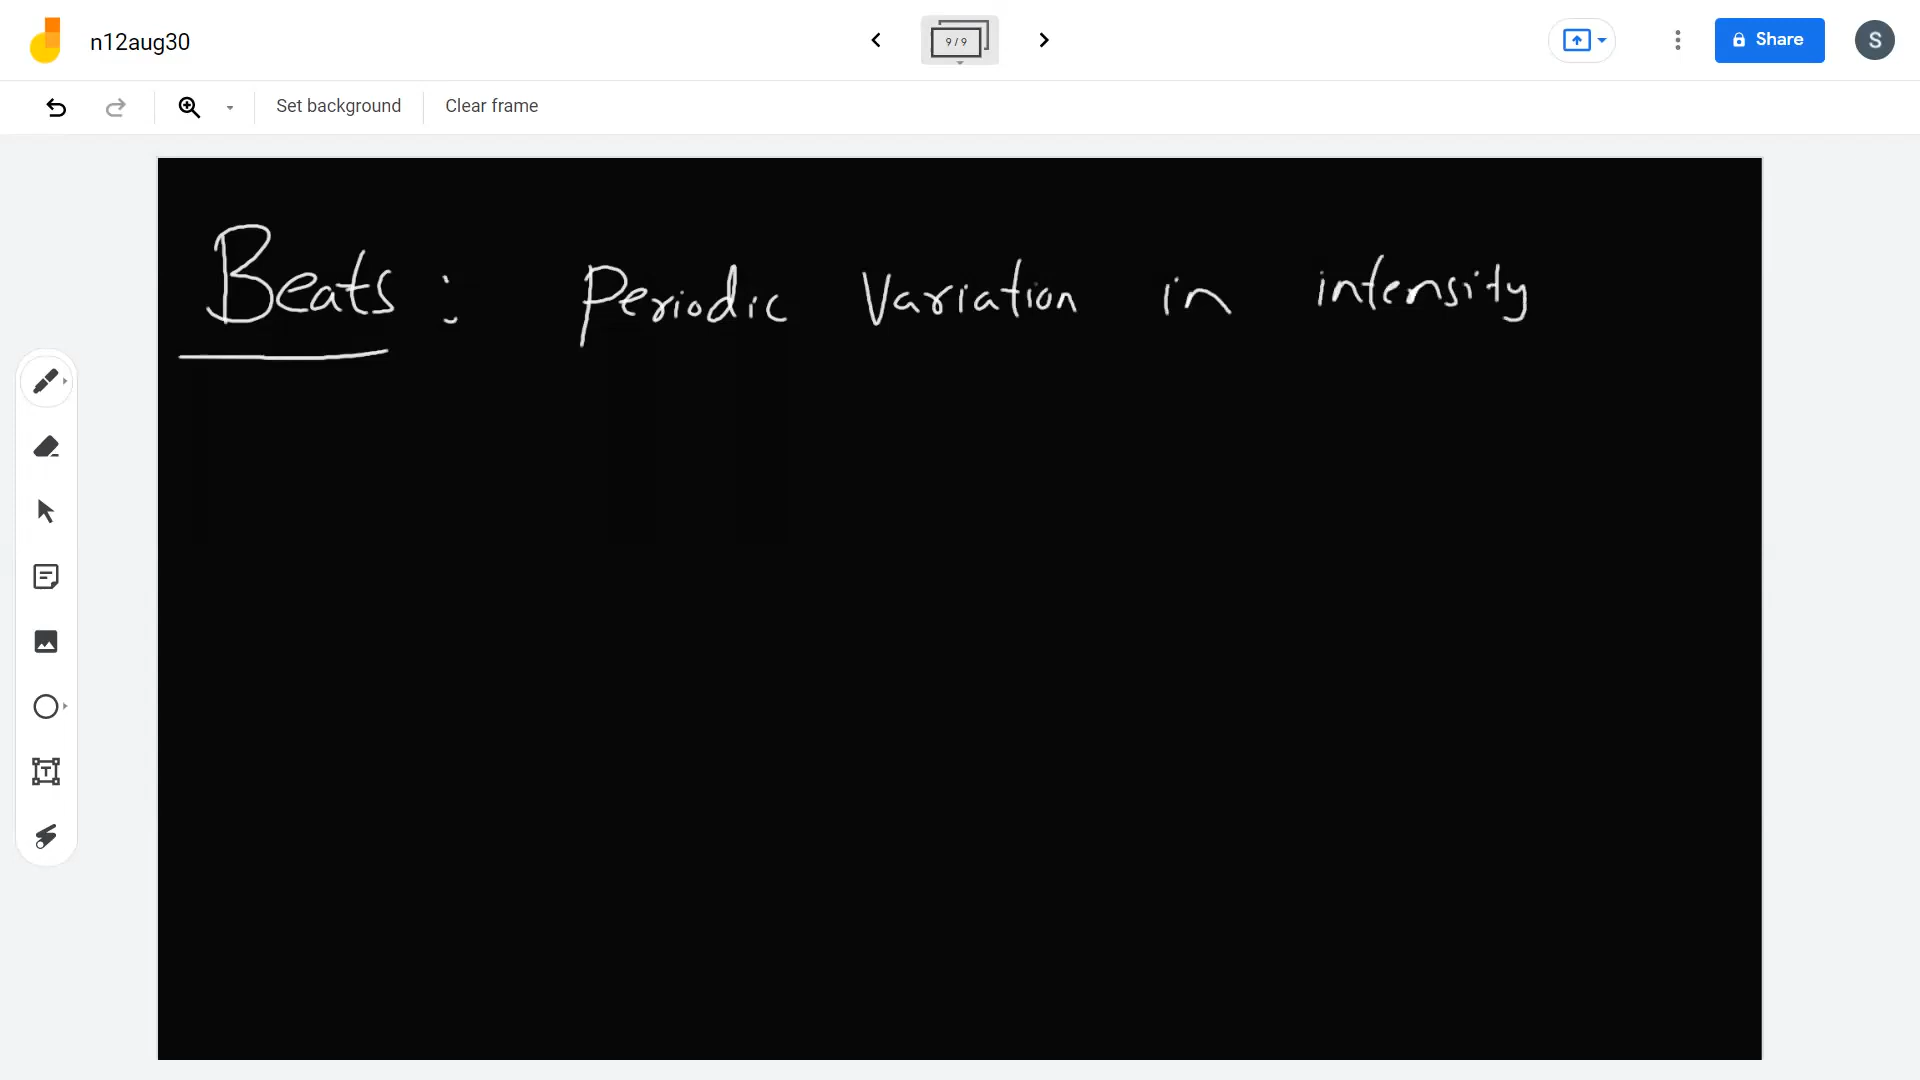 n12aug30
9 / 9
Share
S
Set background
Clear frame
Beats : Periodic Variation in intensity